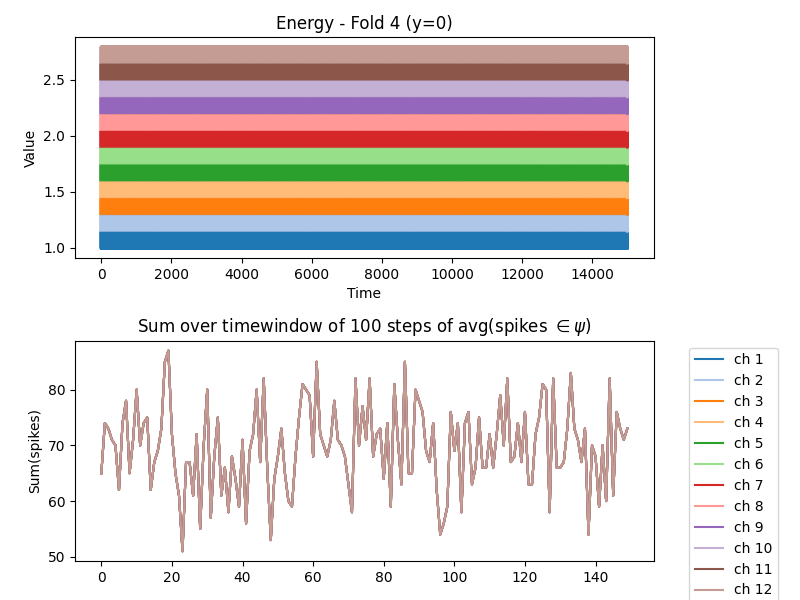 Energy - Fold 4 (y=0)
Value
2.5
2.0
1.5
1.0
0 2000 4000 6000 8000 10000 12000 14000
Time
Sum over timewindow of 100 steps of avg(spikes ∈ ψ)
Sum(spikes)
80
70
60
50
0 20 40 60 80 100 120 140
ch 1
ch 2
ch 3
ch 4
ch 5
ch 6
ch 7
ch 8
ch 9
ch 10
ch 11
ch 12